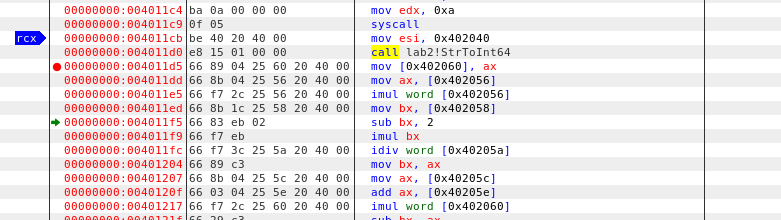 00000000:004011c4 ba 0a 00 00 00 mov edx, 0xa
00000000:004011c9 0f 05 syscall
rcx 00000000:004011cb be 40 20 40 00 mov esi, 0x402040
00000000:004011d0 e8 15 01 00 00 call lab2!StrToInt64
00000000:004011d5 66 89 04 25 60 20 40 00 mov [0x402060], ax
00000000:004011dd 66 8b 04 25 56 20 40 00 mov ax, [0x402056]
00000000:004011e5 66 f7 2c 25 56 20 40 00 imul word [0x402056]
00000000:004011ed 66 8b 1c 25 58 20 40 00 mov bx, [0x402058]
00000000:004011f5 66 83 eb 02 sub bx, 2
00000000:004011f9 66 f7 eb imul bx
00000000:004011fc 66 f7 3c 25 5a 20 40 00 idiv word [0x40205a]
00000000:00401204 66 89 c3 mov bx, ax
00000000:00401207 66 8b 04 25 5c 20 40 00 mov ax, [0x40205c]
00000000:0040120f 66 03 04 25 5e 20 40 00 add ax, [0x40205e]
00000000:00401217 66 f7 2c 25 60 20 40 00 imul word [0x402060]
00000000:0040121f 66 29 c3 sub bx, ax